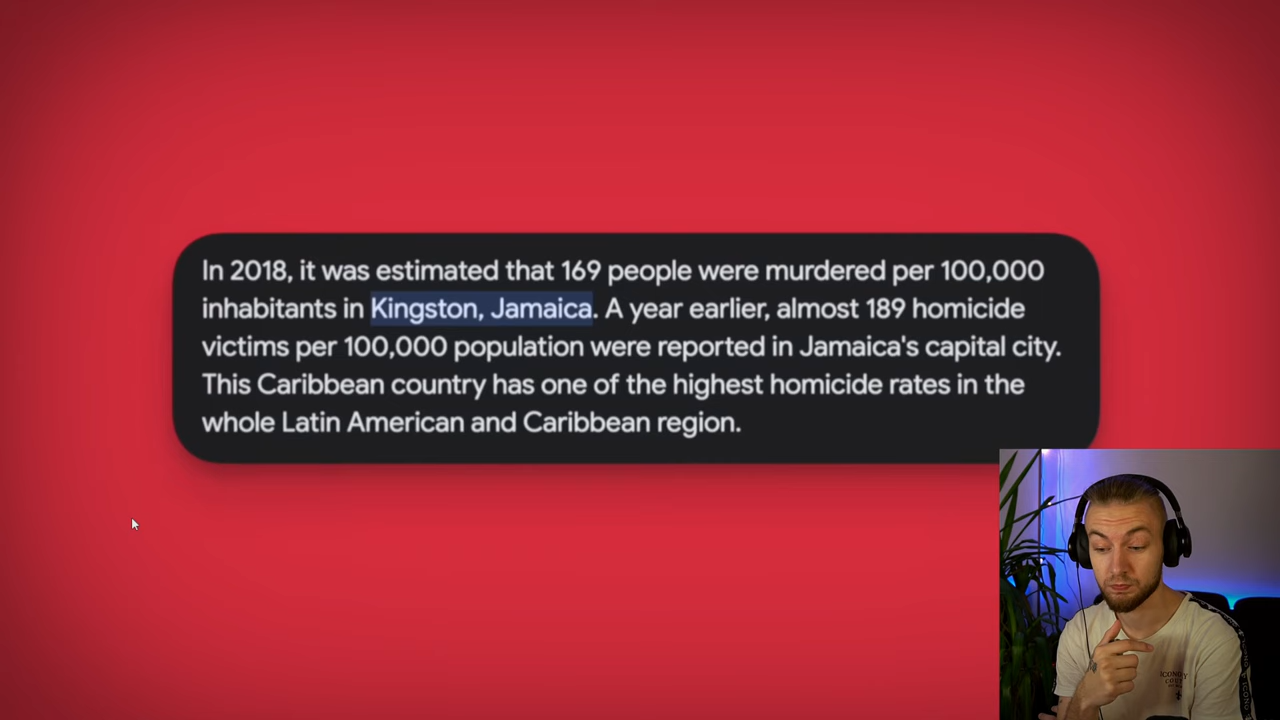 In 2018, it was estimated that 169 people were murdered per 100,000
inhabitants in Kingston, Jamaica. A year earlier, almost 189 homicide
victims per 100,000 population were reported in Jamaica's capital city.
This Caribbean country has one of the highest homicide rates in the
whole Latin American and Caribbean region.